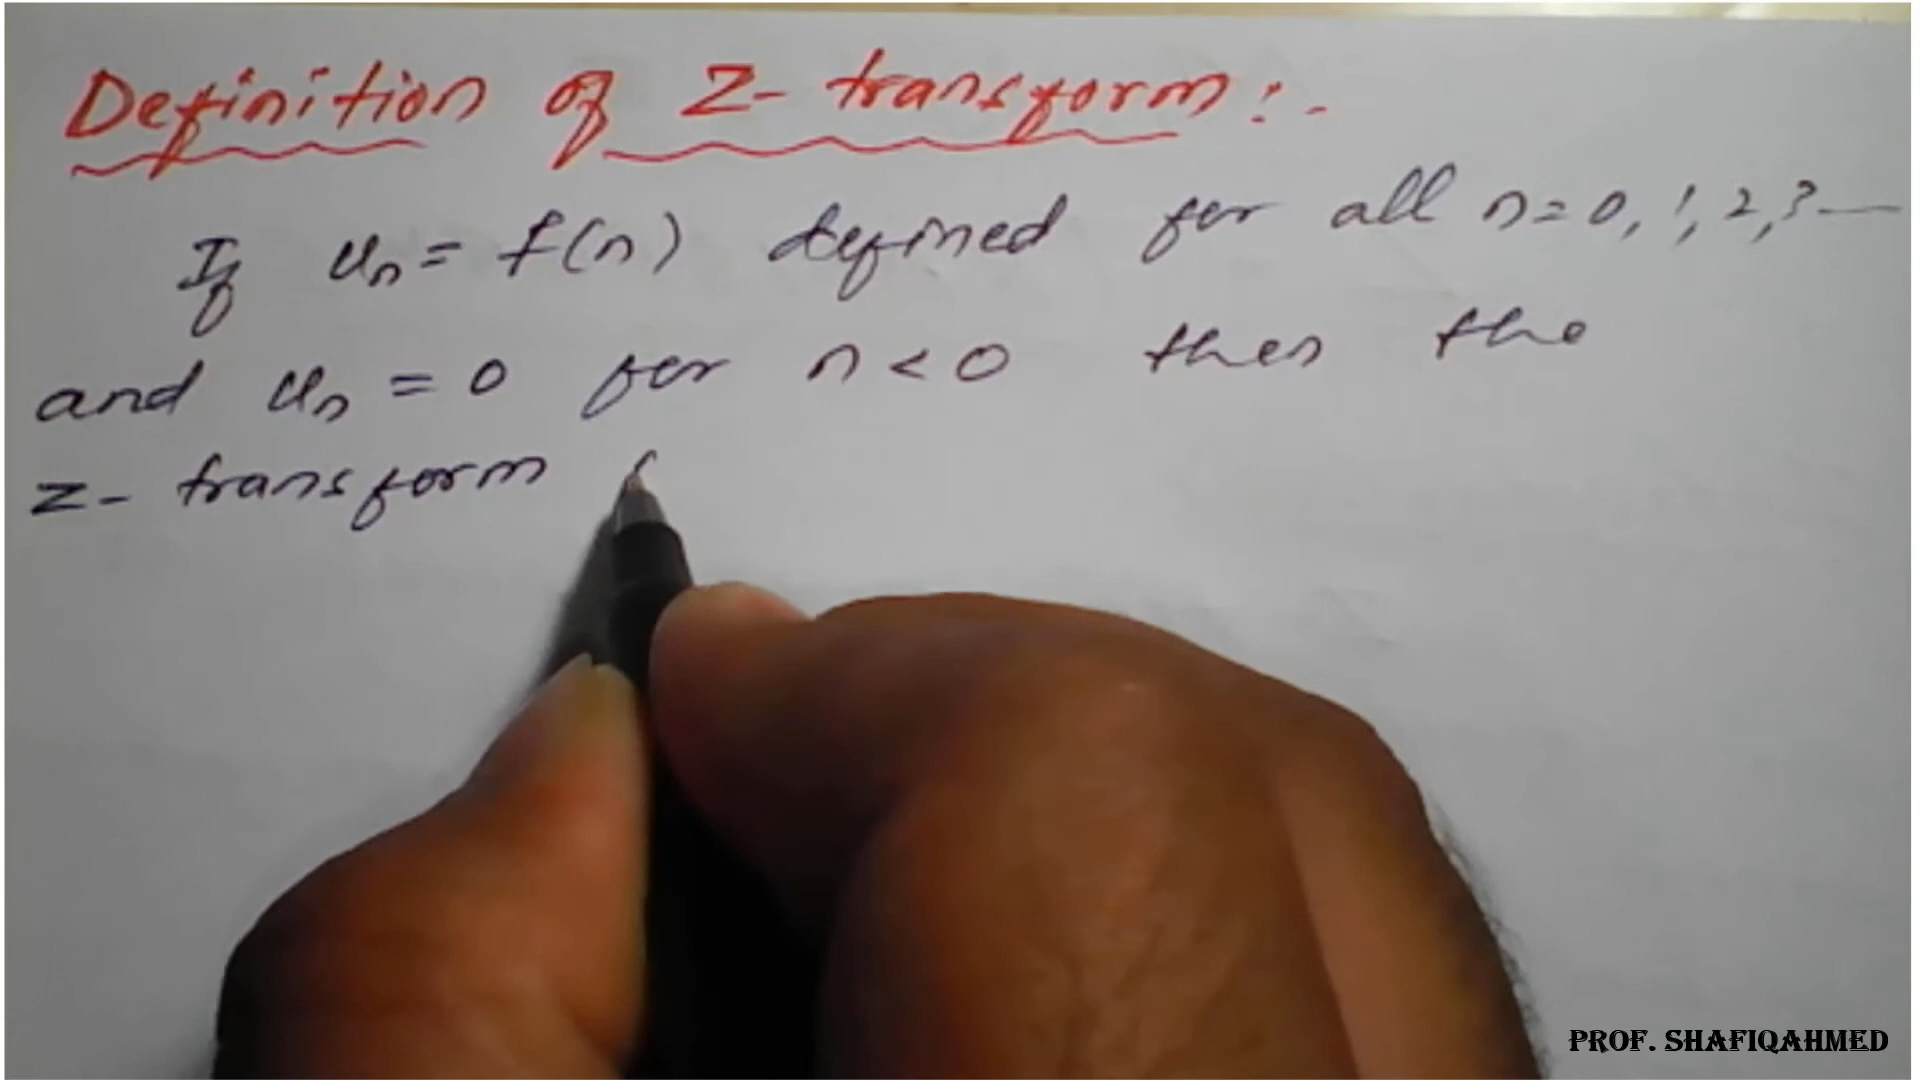 Definition of Z- transform :-
If un = f(n) defined for all n=0,1,2,3—
and un = 0 for n<0 then the
Z- transform
PROF. SHAFIQAHMED